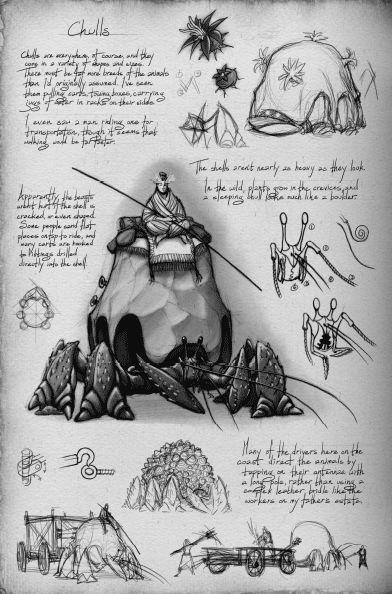 Chulls
Chulls are everywhere, of course, and they
come in a variety of shapes and sizes.
There must be far more breeds of the animals
than I'd originally assumed. I've seen
them pulling carts, towing boxes, carrying
jugs of water in racks on their sides.
I even saw a man riding one for
transportation, though it seems that
walking would be far faster.
The shells aren't nearly as heavy as they look.
In the wild, plants grow in the crevices, and
a sleeping chull looks much like a boulder.
Apparently, the beasts
aren't hurt if the shell is
cracked, or even shaped.
Some people sand flat
places on top to ride, and
many carts are hooked
to fittings drilled
directly into the shell.
Many of the drivers here on the
coast direct the animals by
tapping on their antennae with
a long pole, rather than using a
complex leather bridle like the
workers on my father's estate.